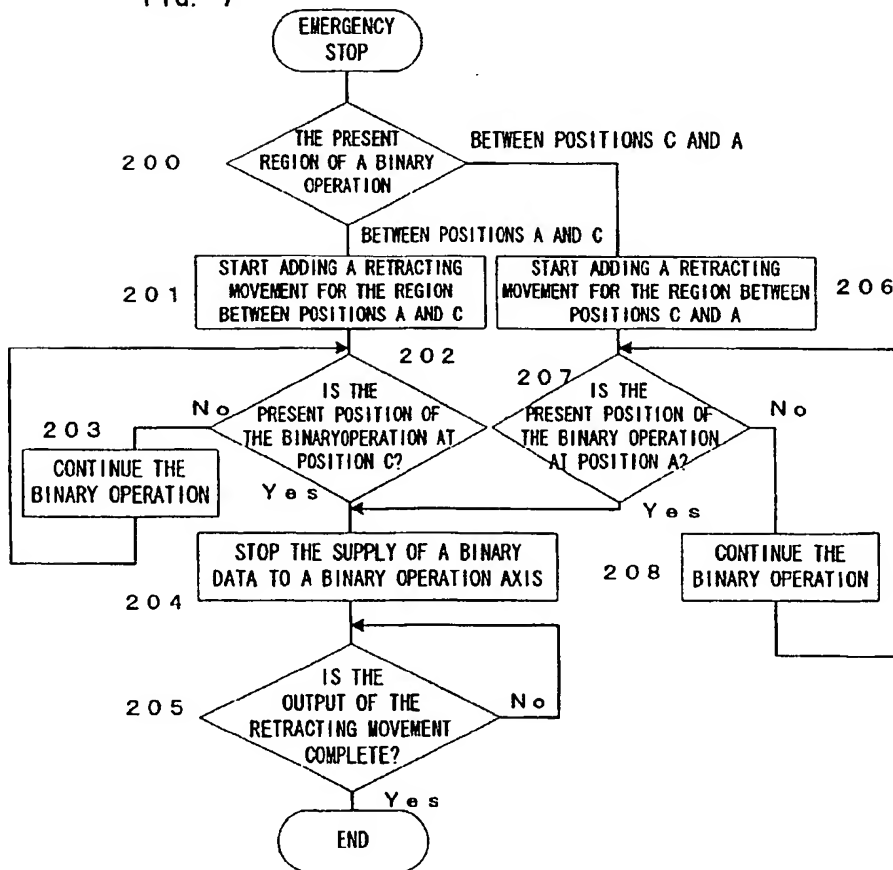 FIG. 7
EMERGENCY
STOP
200
THE PRESENT
REGION OF A BINARY
OPERATION
BETWEEN POSITIONS C AND A
BETWEEN POSITIONS A AND C
201
START ADDING A RETRACTING
MOVEMENT FOR THE REGION
BETWEEN POSITIONS A AND C
START ADDING A RETRACTING
MOVEMENT FOR THE REGION BETWEEN
POSITIONS C AND A
206
202
IS THE
PRESENT POSITION OF
THE BINARYOPERATION AT
POSITION C?
No
Yes
203
CONTINUE THE
BINARY OPERATION
207
IS THE
PRESENT POSITION OF
THE BINARY OPERATION
AT POSITION A?
No
Yes
208
CONTINUE THE
BINARY OPERATION
STOP THE SUPPLY OF A BINARY
DATA TO A BINARY OPERATION AXIS
204
205
IS THE
OUTPUT OF THE
RETRACTING MOVEMENT
COMPLETE?
No
Yes
END